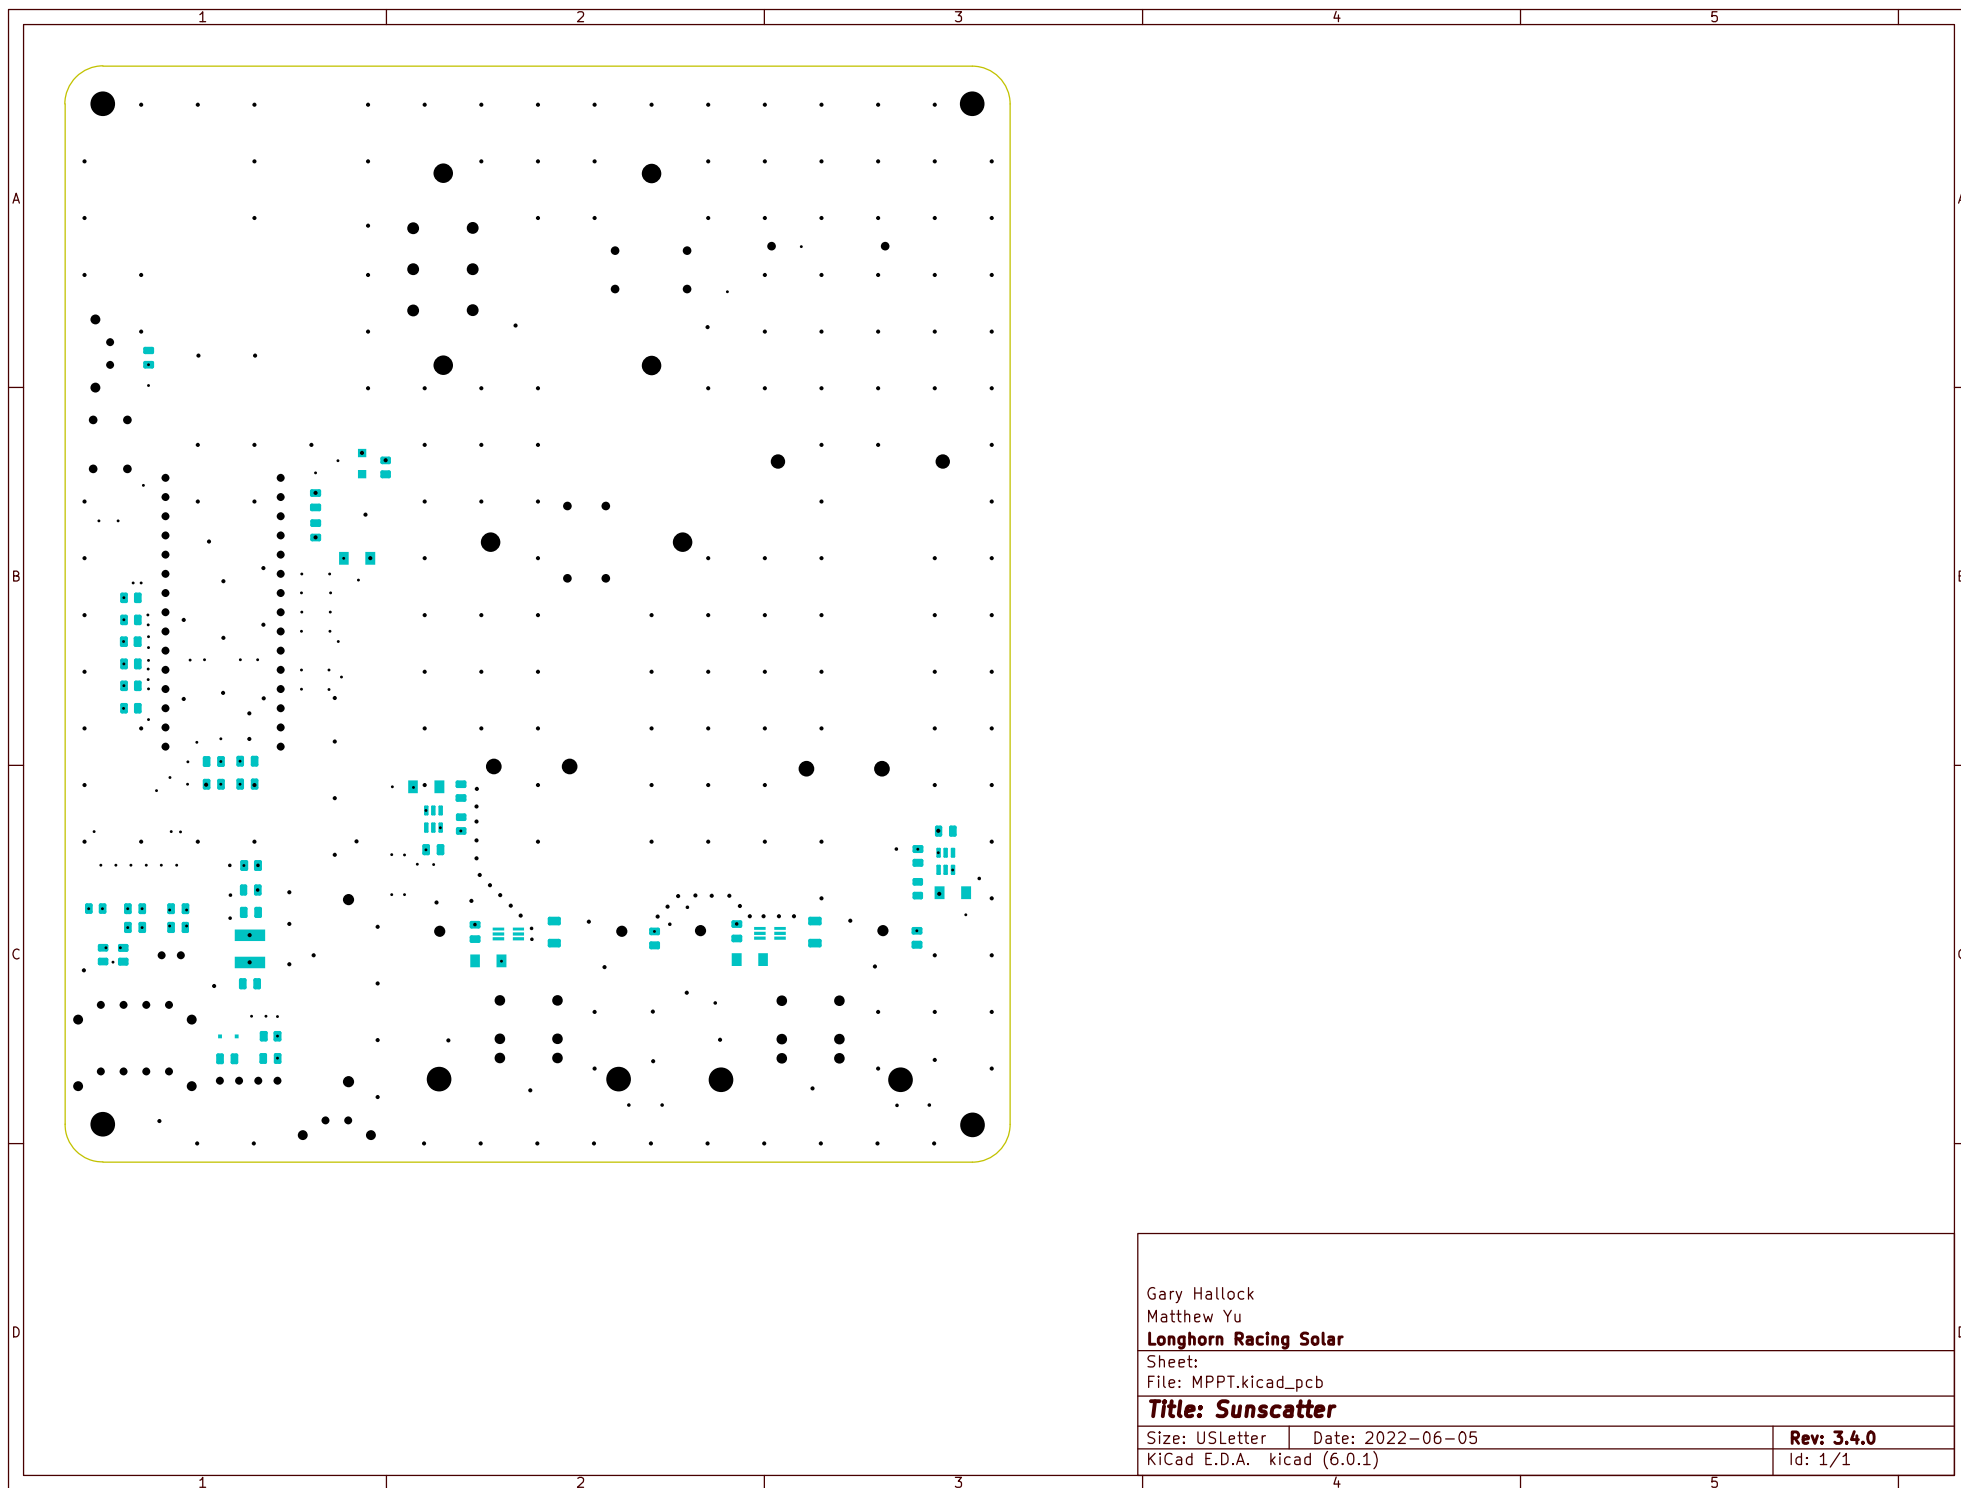 1 2 3 4 5
A
B
C
D
Gary Hallock
Matthew Yu
Longhorn Racing Solar
Sheet:
File: MPPT.kicad_pcb
Title: Sunscatter
Size: USLetter Date: 2022-06-05 Rev: 3.4.0
KiCad E.D.A. kicad (6.0.1) Id: 1/1
1 2 3 4 5